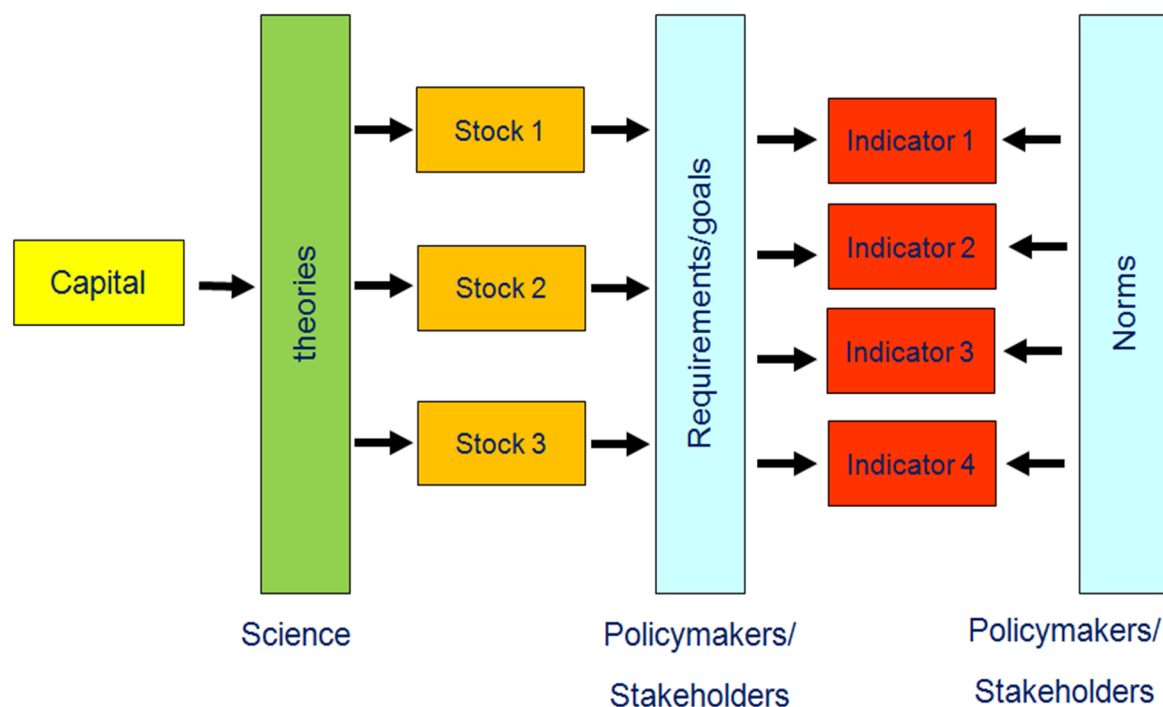 Capital
theories
Stock 1
Stock 2
Stock 3
Requirements/goals
Indicator 1
Indicator 2
Indicator 3
Indicator 4
Norms
Science
Policymakers/
Stakeholders
Policymakers/
Stakeholders